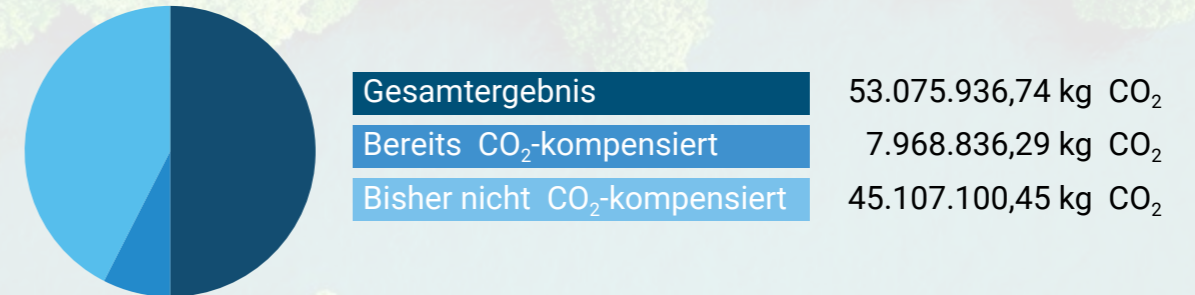 Gesamtergebnis 53.075.936,74 kg CO₂
Bereits CO₂-kompensiert 7.968.836,29 kg CO₂
Bisher nicht CO₂-kompensiert 45.107.100,45 kg CO₂